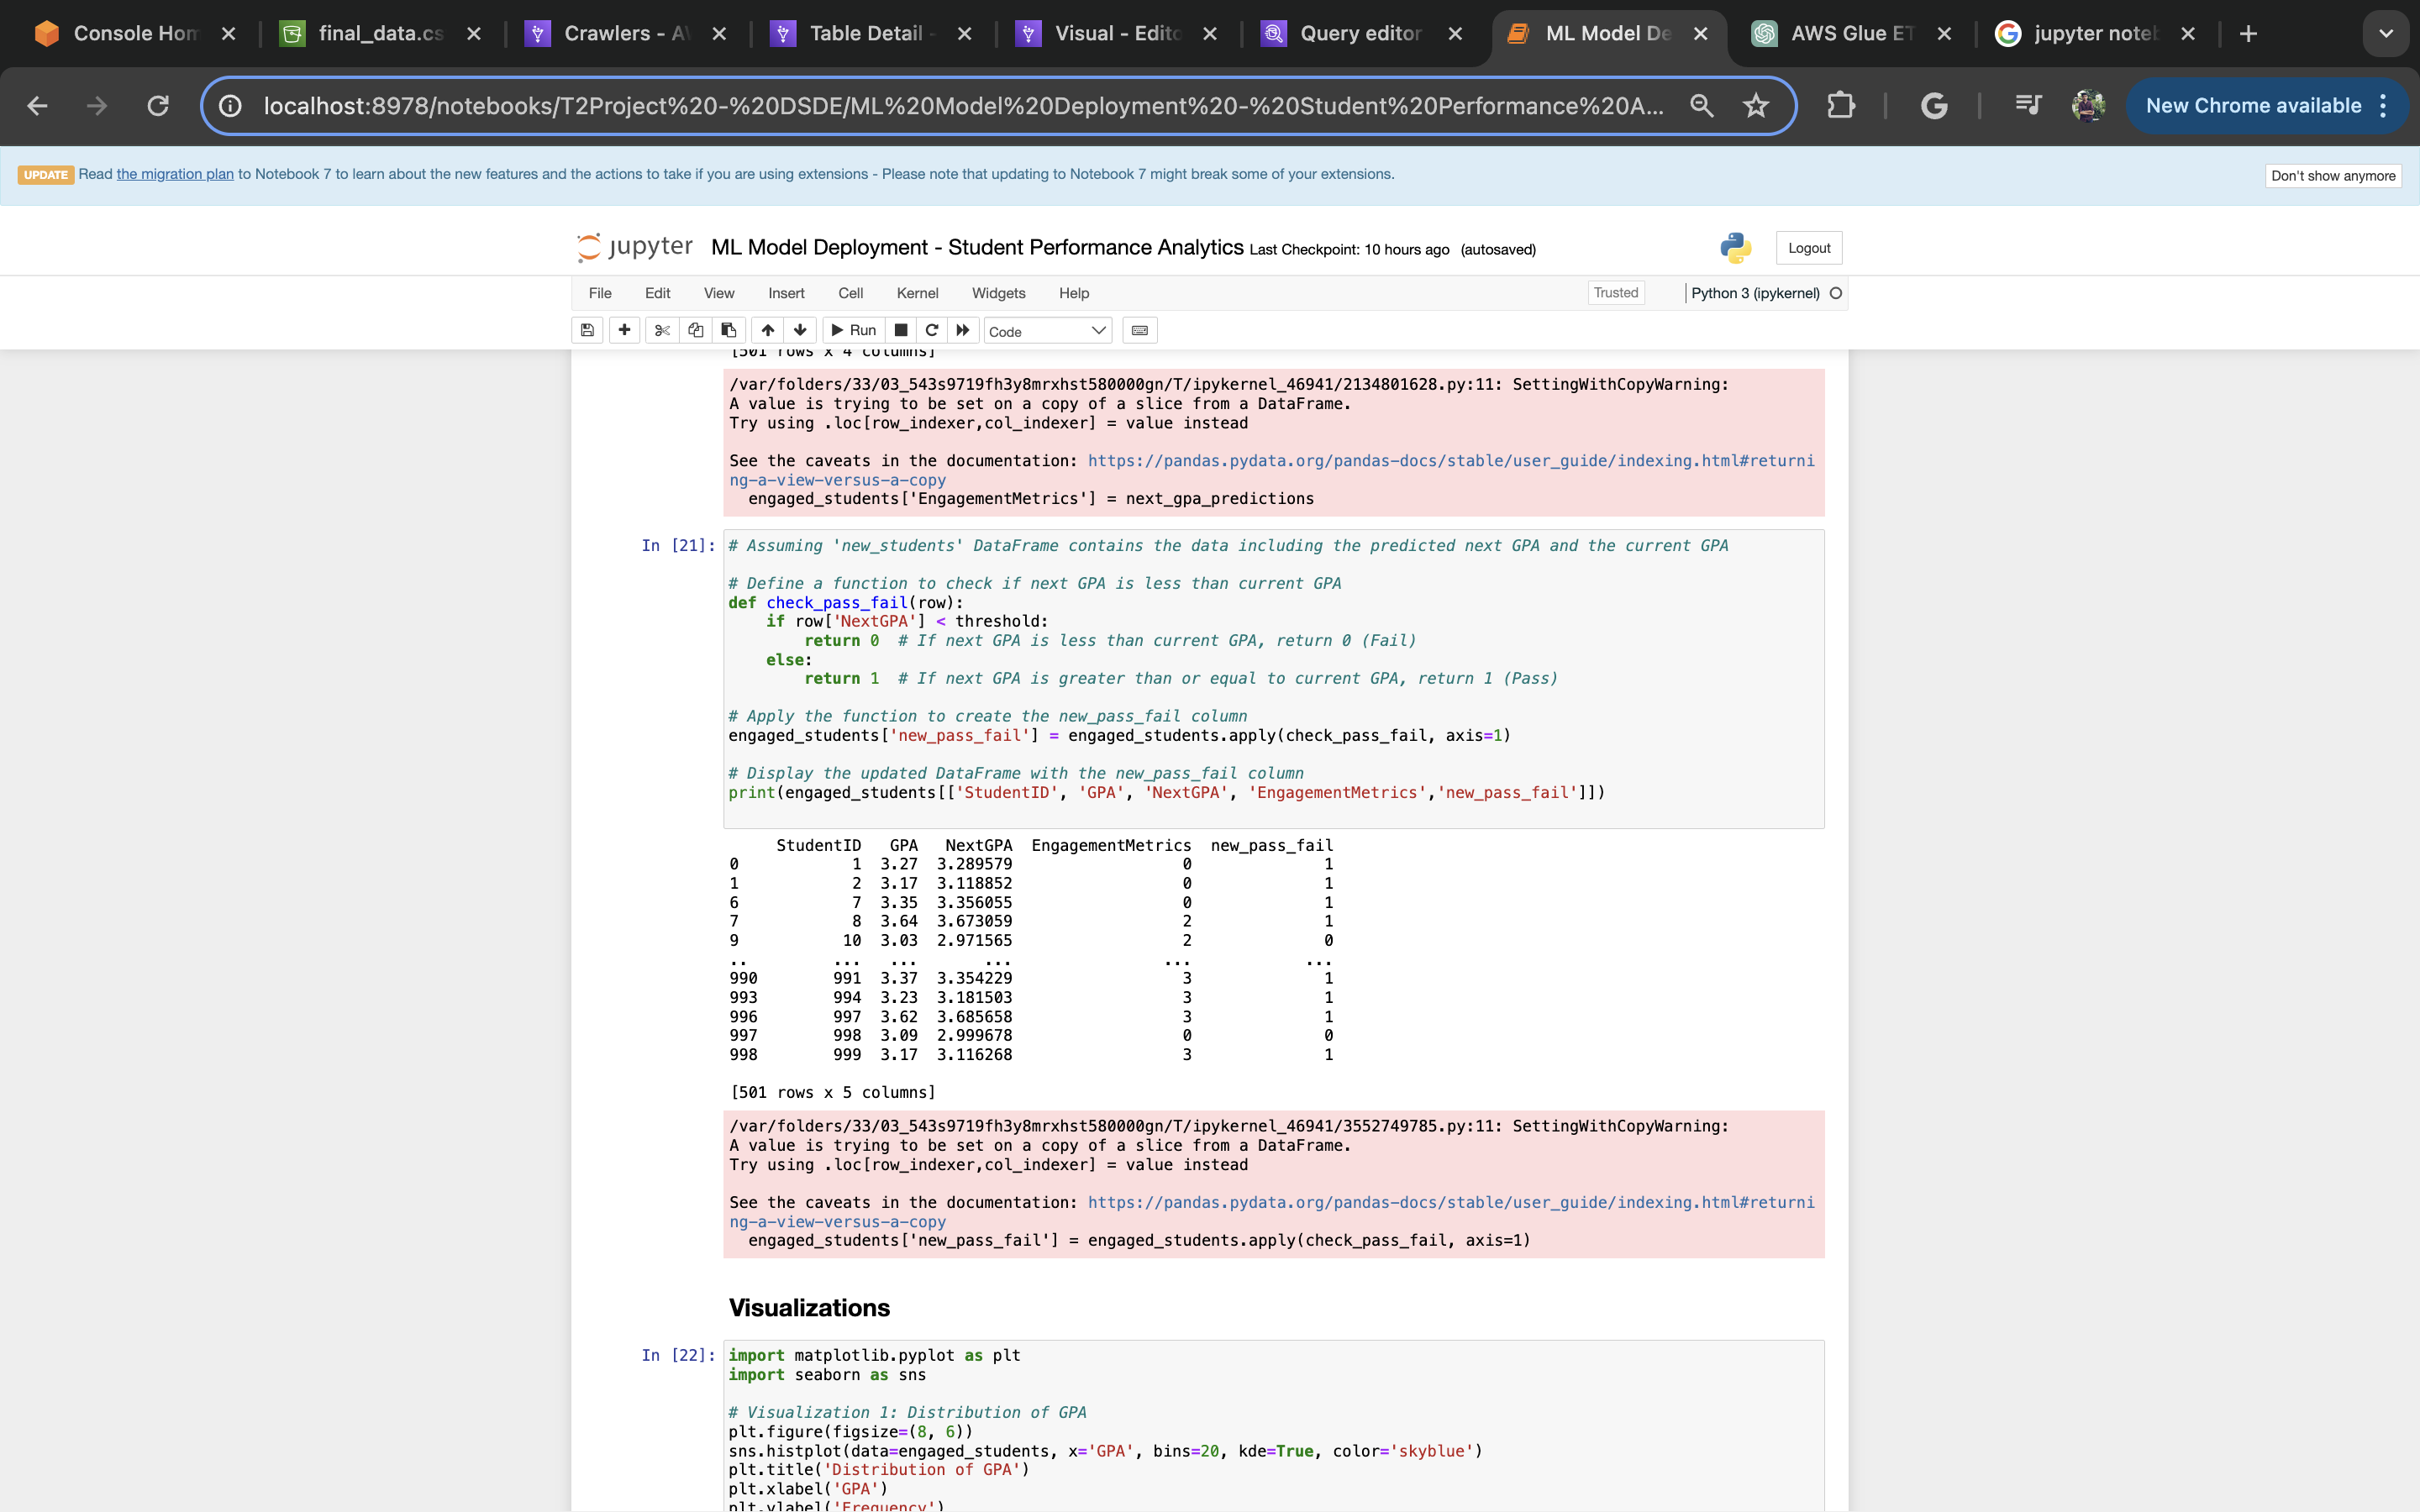 Console Hom
final_data.cs
Crawlers - A
Table Detail -
Visual - Edito
Query editor
ML Model De
AWS Glue ET
jupyter note
localhost:8978/notebooks/T2Project%20-%20DSDE/ML%20Model%20Deployment%20-%20Student%20Performance%20A...
New Chrome available
UPDATE Read the migration plan to Notebook 7 to learn about the new features and the actions to take if you are using extensions - Please note that updating to Notebook 7 might break some of your extensions.
Don't show anymore
jupyter ML Model Deployment - Student Performance Analytics Last Checkpoint: 10 hours ago (autosaved)
Logout
File Edit View Insert Cell Kernel Widgets Help
Trusted
Python 3 (ipykernel)
Run
Code
[501 rows x 4 columns]
/var/folders/33/03_543s9719fh3y8mrxhst580000gn/T/ipykernel_46941/2134801628.py:11: SettingWithCopyWarning:
A value is trying to be set on a copy of a slice from a DataFrame.
Try using .loc[row_indexer,col_indexer] = value instead
See the caveats in the documentation: https://pandas.pydata.org/pandas-docs/stable/user_guide/indexing.html#returni
ng-a-view-versus-a-copy
engaged_students['EngagementMetrics'] = next_gpa_predictions
In [21]:
# Assuming 'new_students' DataFrame contains the data including the predicted next GPA and the current GPA
# Define a function to check if next GPA is less than current GPA
def check_pass_fail(row):
if row['NextGPA'] < threshold:
return 0 # If next GPA is less than current GPA, return 0 (Fail)
else:
return 1 # If next GPA is greater than or equal to current GPA, return 1 (Pass)
# Apply the function to create the new_pass_fail column
engaged_students['new_pass_fail'] = engaged_students.apply(check_pass_fail, axis=1)
# Display the updated DataFrame with the new_pass_fail column
print(engaged_students[['StudentID', 'GPA', 'NextGPA', 'EngagementMetrics','new_pass_fail']])
StudentID GPA NextGPA EngagementMetrics new_pass_fail
0 1 3.27 3.289579 0 1
1 2 3.17 3.118852 0 1
6 7 3.35 3.356055 0 1
7 8 3.64 3.673059 2 1
9 10 3.03 2.971565 2 0
.. ... ... ... ... ...
990 991 3.37 3.354229 3 1
993 994 3.23 3.181503 3 1
996 997 3.62 3.685658 3 1
997 998 3.09 2.999678 0 0
998 999 3.17 3.116268 3 1
[501 rows x 5 columns]
/var/folders/33/03_543s9719fh3y8mrxhst580000gn/T/ipykernel_46941/3552749785.py:11: SettingWithCopyWarning:
A value is trying to be set on a copy of a slice from a DataFrame.
Try using .loc[row_indexer,col_indexer] = value instead
See the caveats in the documentation: https://pandas.pydata.org/pandas-docs/stable/user_guide/indexing.html#returni
ng-a-view-versus-a-copy
engaged_students['new_pass_fail'] = engaged_students.apply(check_pass_fail, axis=1)
Visualizations
In [22]:
import matplotlib.pyplot as plt
import seaborn as sns
# Visualization 1: Distribution of GPA
plt.figure(figsize=(8, 6))
sns.histplot(data=engaged_students, x='GPA', bins=20, kde=True, color='skyblue')
plt.title('Distribution of GPA')
plt.xlabel('GPA')
plt.ylabel('Frequency')